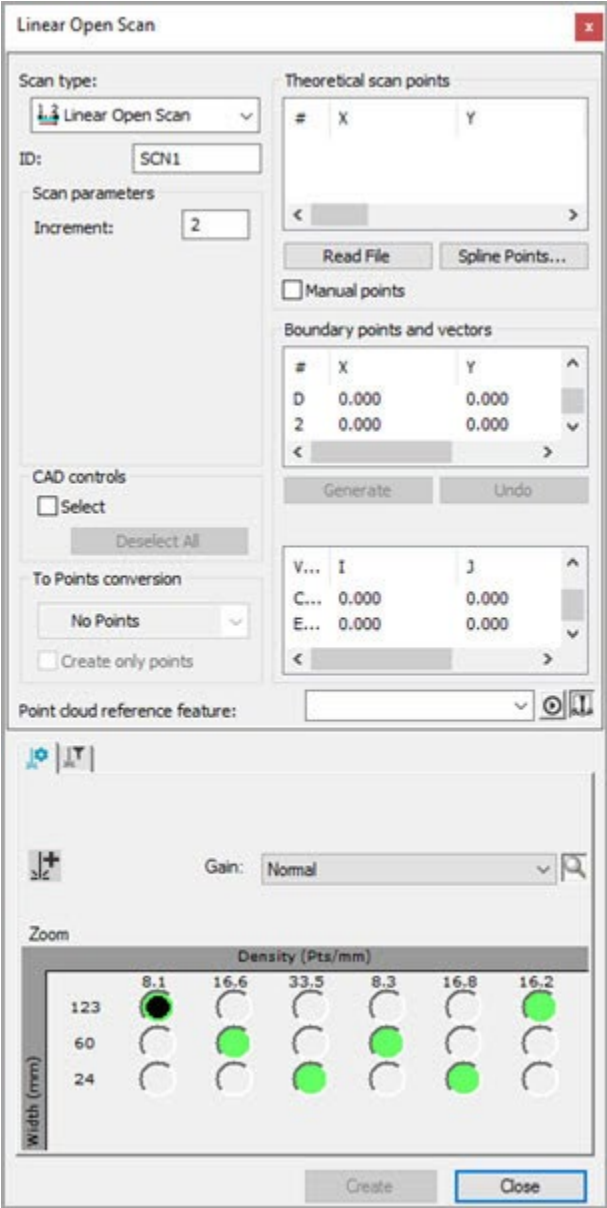 Linear Open Scan
x
Scan type:
Linear Open Scan
ID: SCN1
Scan parameters
Increment: 2
CAD controls
Select
Deselect All
To Points conversion
No Points
Create only points
Theoretical scan points
# X Y
Read File Spline Points...
Manual points
Boundary points and vectors
# X Y
D 0.000 0.000
2 0.000 0.000
Generate Undo
V... I J
C... 0.000 0.000
E... 0.000 0.000
Point cloud reference feature:
Gain: Normal
Zoom
Density (Pts/mm)
8.1 16.6 33.5 8.3 16.8 16.2
123
60
24
Width (mm)
Create Close